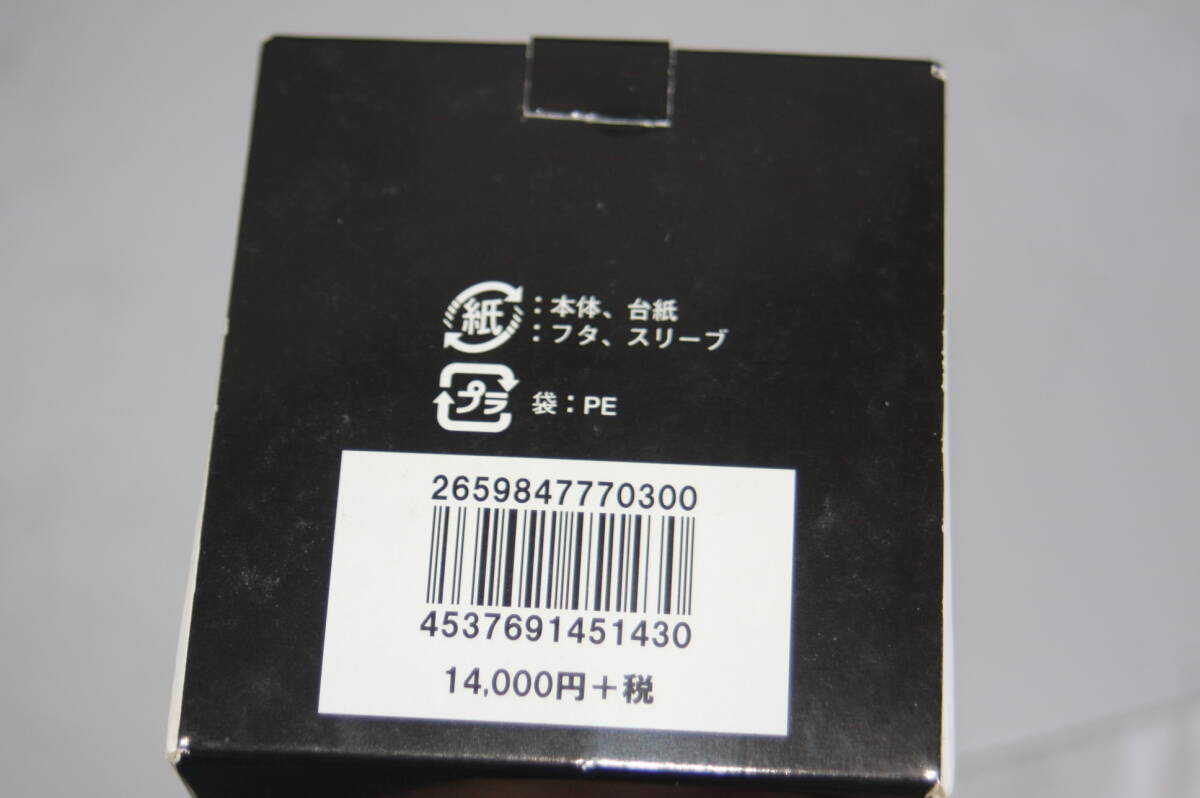 紙：本体、台紙
：フタ、スリーブ
プラ 袋：PE
2659847770300
4537691451430
14,000円＋税